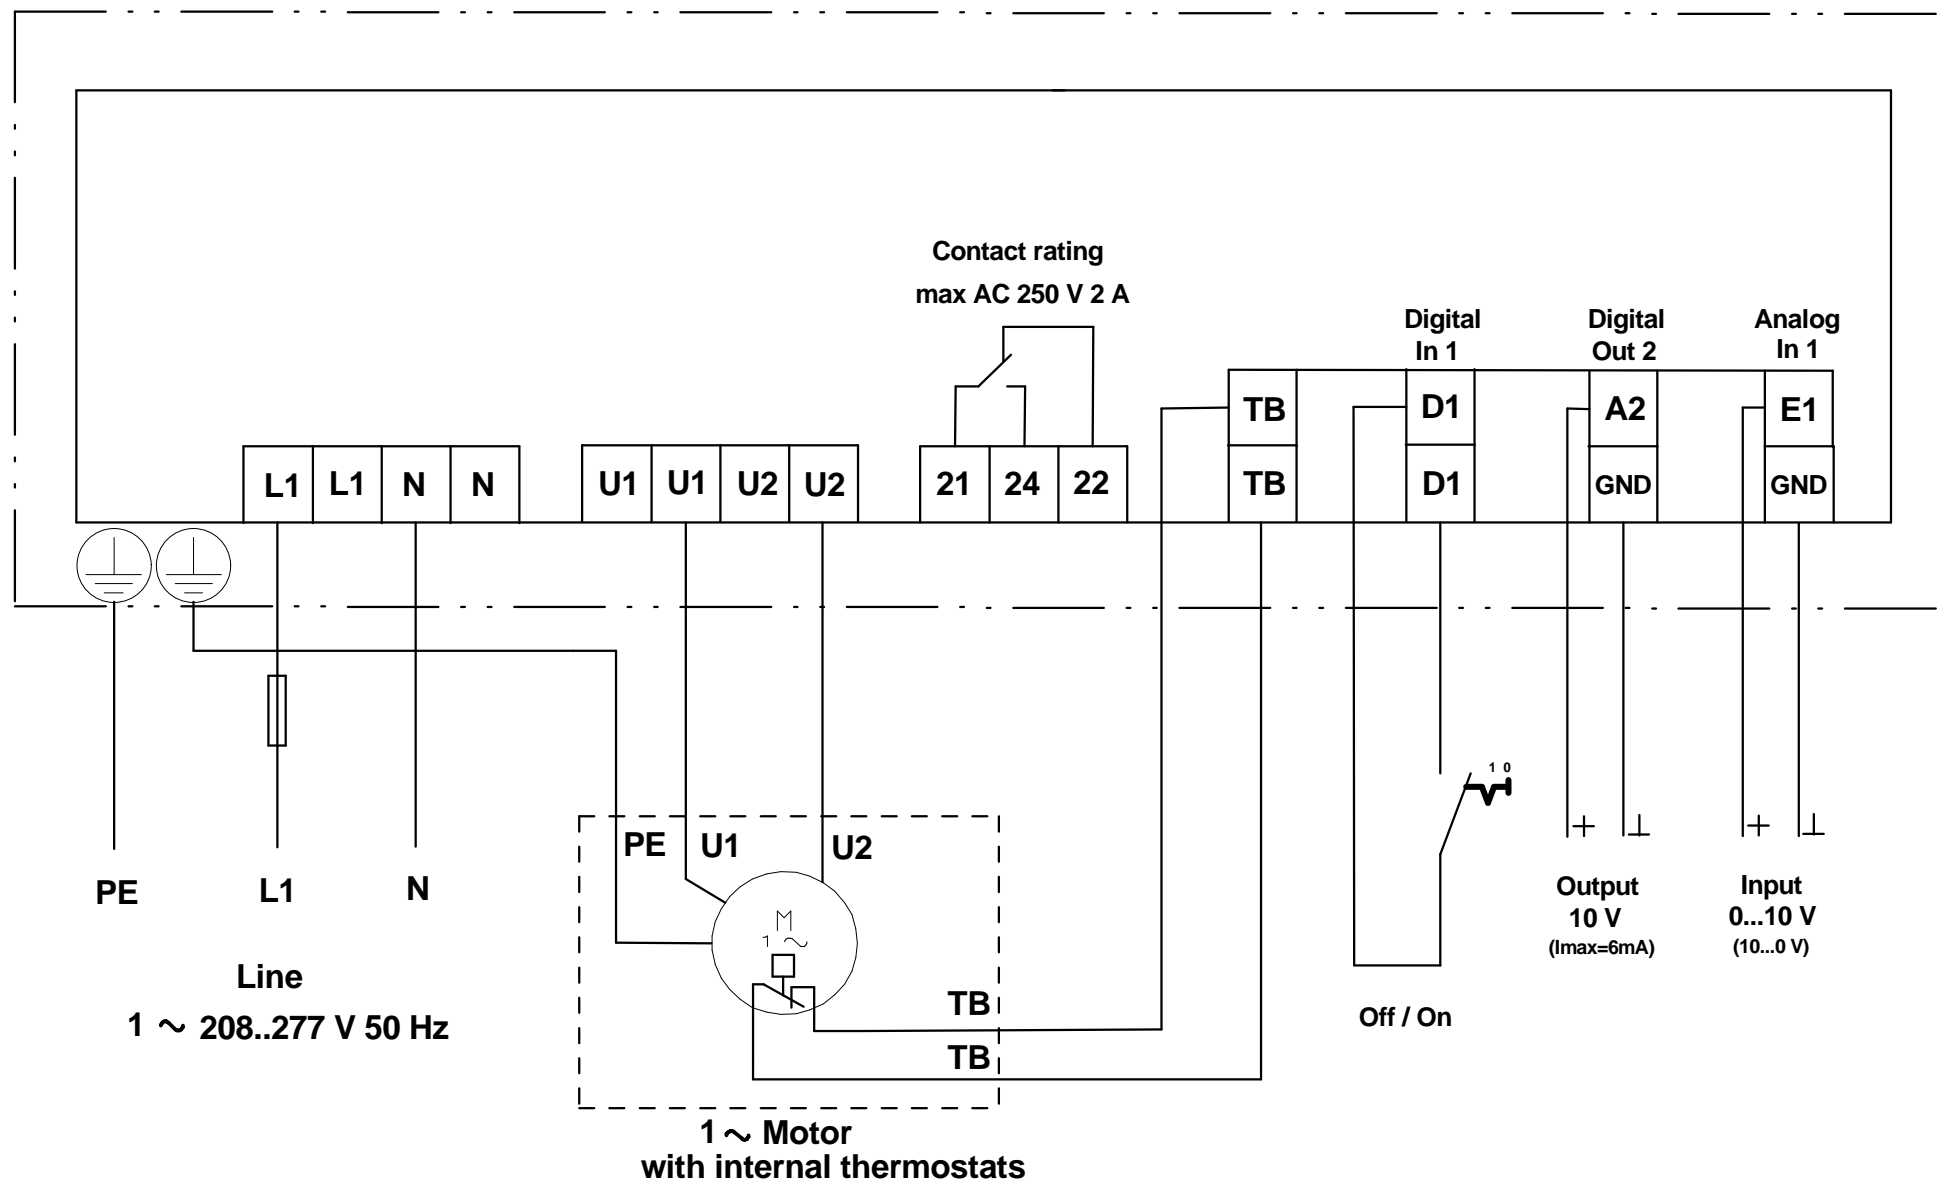 Contact rating
max AC 250 V 2 A
Digital
In 1
Digital
Out 2
Analog
In 1
TB D1 A2 E1
L1 L1 N N U1 U1 U2 U2 21 24 22 TB D1 GND GND
1 0
PE U1 U2
PE L1 N
M
1 ~
TB
TB
Line
1 ~ 208..277 V 50 Hz
Off / On
Output
10 V
(Imax=6mA)
Input
0...10 V
(10...0 V)
1 ~ Motor
with internal thermostats